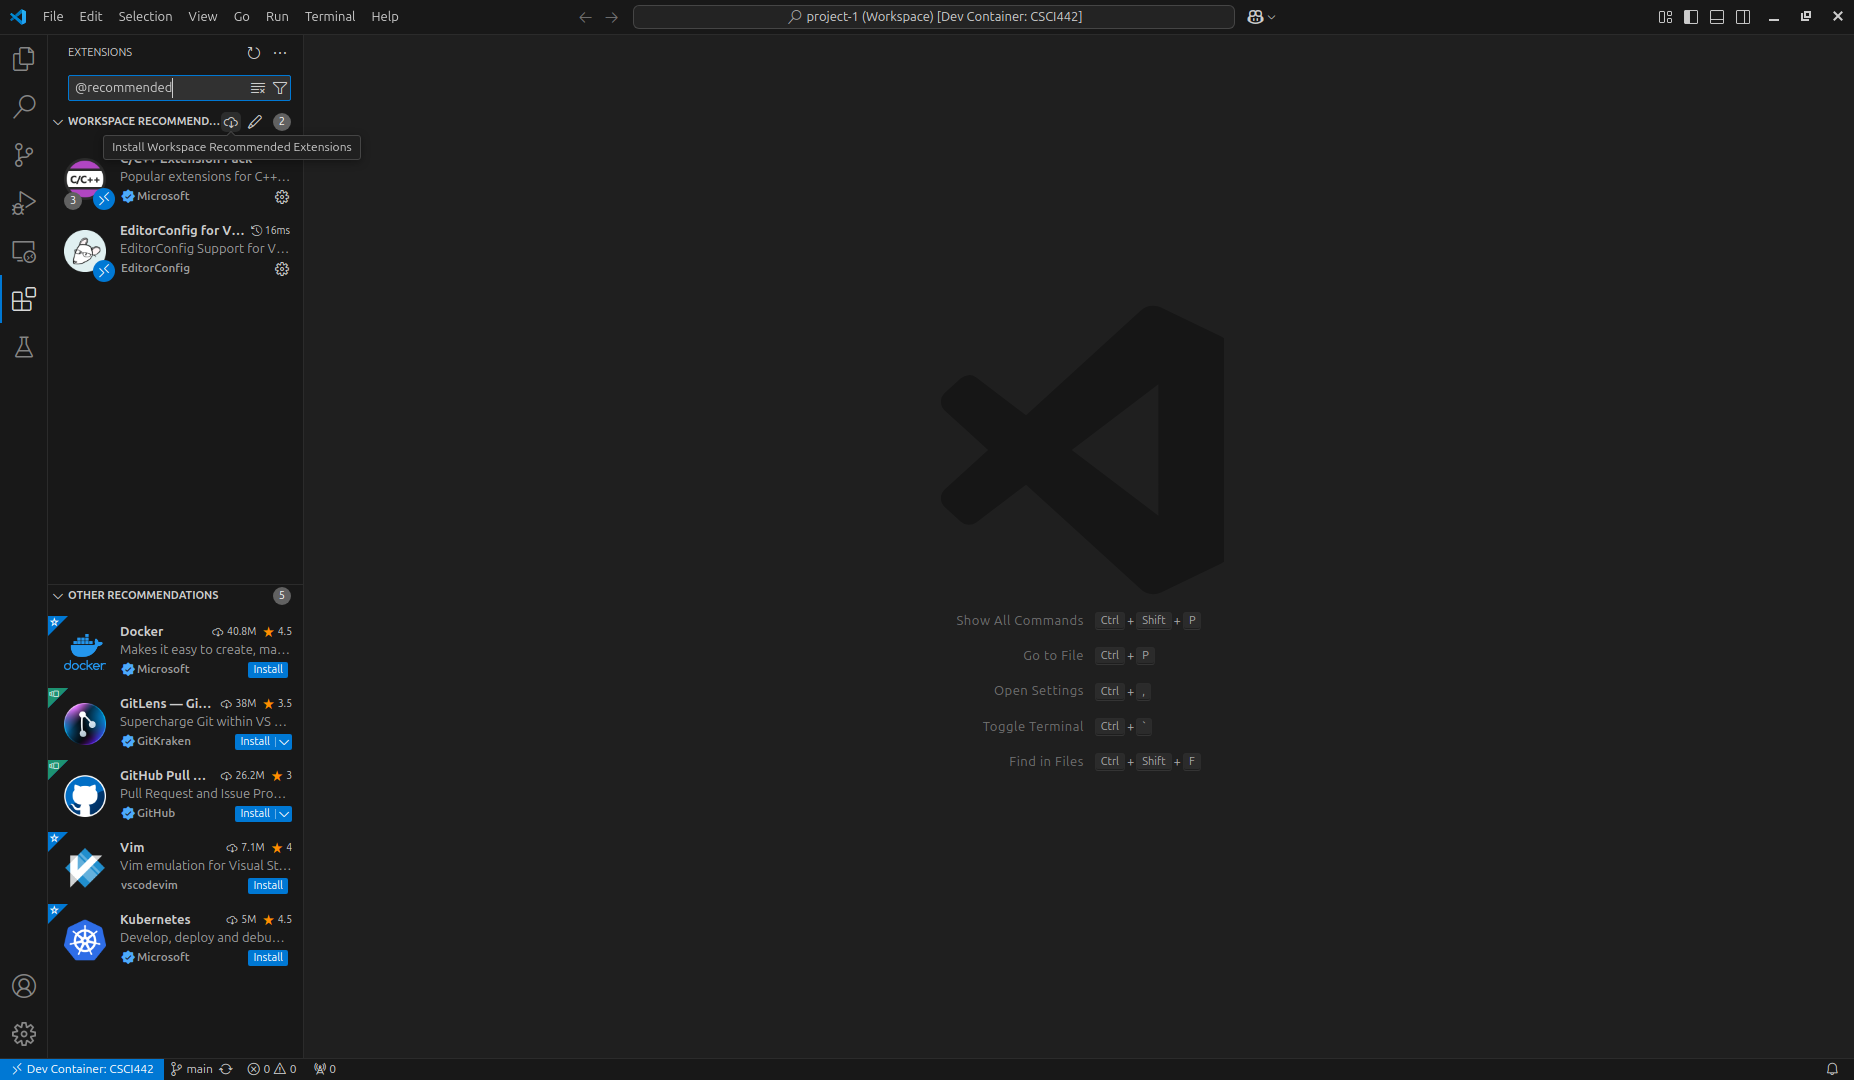 File Edit Selection View Go Run Terminal Help
project-1 (Workspace) [Dev Container: CSCI442]
EXTENSIONS
@recommended
WORKSPACE RECOMMEND... 2
Install Workspace Recommended Extensions
C/C++ Extension Pack
C/C++
Popular extensions for C++...
3
Microsoft
EditorConfig for V... 16ms
EditorConfig Support for V...
EditorConfig
OTHER RECOMMENDATIONS 5
Docker 40.8M 4.5
Makes it easy to create, ma...
docker
Microsoft Install
GitLens — Gi... 38M 3.5
Supercharge Git within VS ...
GitKraken Install
GitHub Pull ... 26.2M 3
Pull Request and Issue Pro...
GitHub Install
Vim 7.1M 4
Vim emulation for Visual St...
vscodevim Install
Kubernetes 5M 4.5
Develop, deploy and debu...
Microsoft Install
Show All Commands Ctrl + Shift + P
Go to File Ctrl + P
Open Settings Ctrl + ,
Toggle Terminal Ctrl + `
Find in Files Ctrl + Shift + F
Dev Container: CSCI442 main 0 0 0